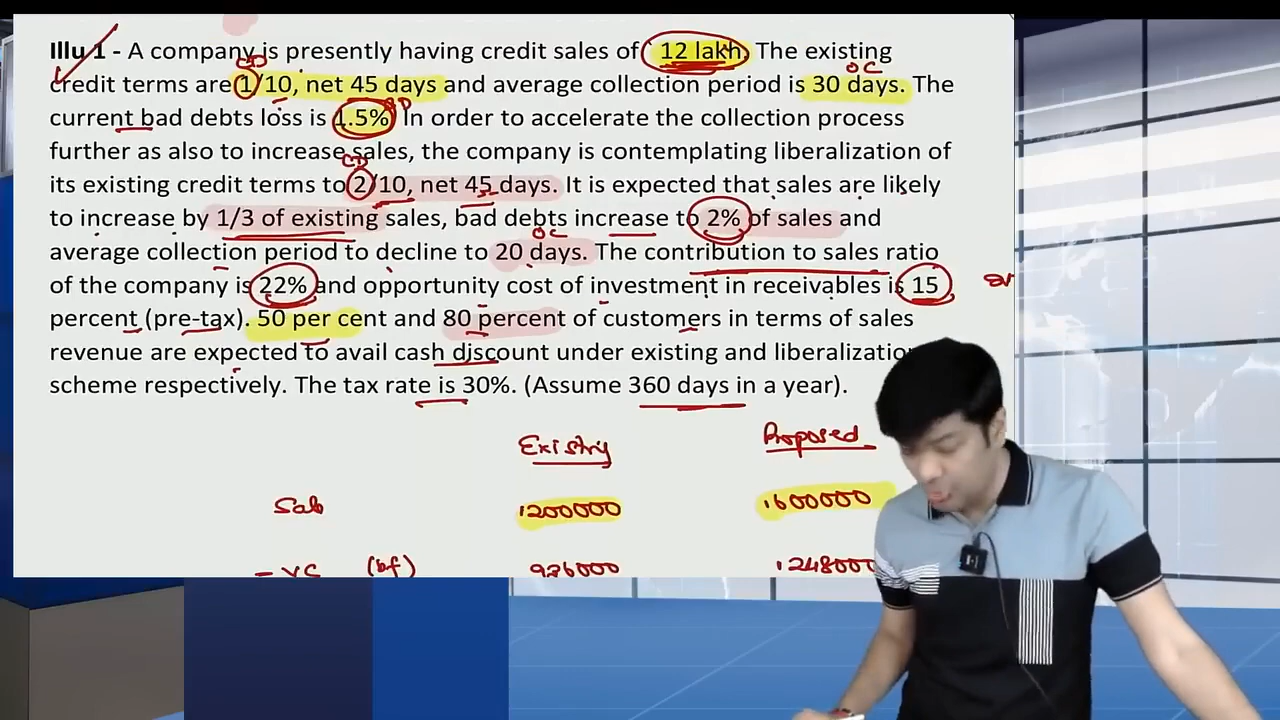 Illu 1 - A company is presently having credit sales of ` 12 lakh. The existing
CD
OC
credit terms are 1/10, net 45 days and average collection period is 30 days. The
BD
current bad debts loss is 1.5%. In order to accelerate the collection process
further as also to increase sales, the company is contemplating liberalization of
CD
its existing credit terms to 2/10, net 45 days. It is expected that sales are likely
to increase by 1/3 of existing sales, bad debts increase to 2% of sales and
OC
average collection period to decline to 20 days. The contribution to sales ratio
of the company is 22% and opportunity cost of investment in receivables is 15
percent (pre-tax). 50 per cent and 80 percent of customers in terms of sales
revenue are expected to avail cash discount under existing and liberalization
scheme respectively. The tax rate is 30%. (Assume 360 days in a year).
Existing Proposed
Sales 1200000 1600000
- VC (bf) 936000 1248000